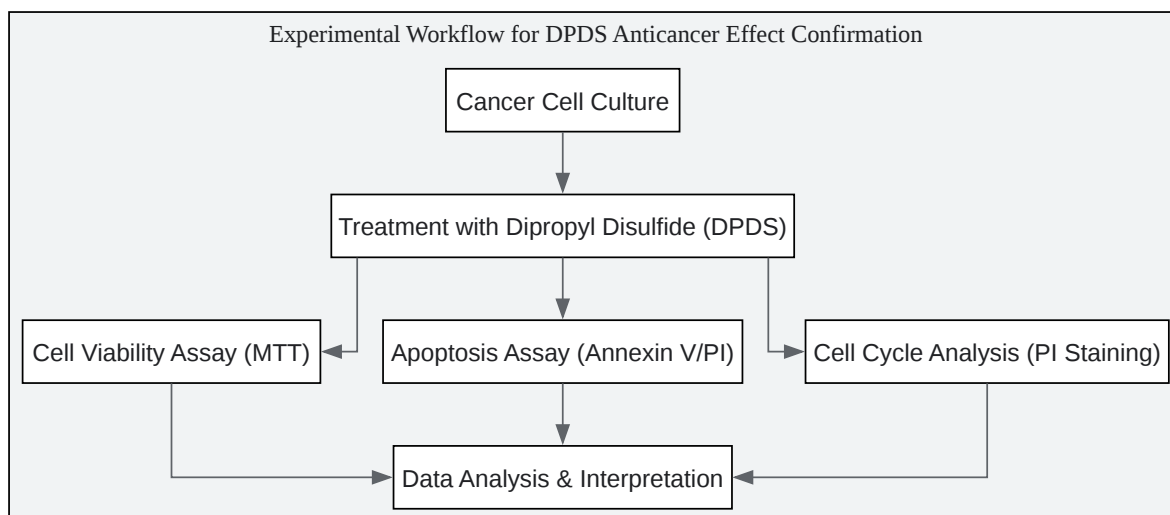 Experimental Workflow for DPDS Anticancer Effect Confirmation
Cancer Cell Culture
Treatment with Dipropyl Disulfide (DPDS)
Cell Viability Assay (MTT)
Apoptosis Assay (Annexin V/PI)
Cell Cycle Analysis (PI Staining)
Data Analysis & Interpretation